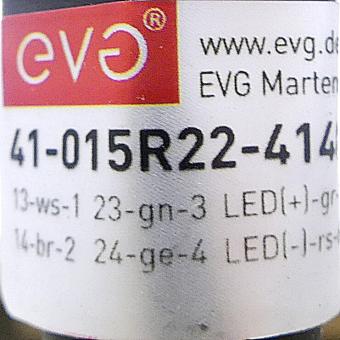 evg®
www.evg.de
EVG Marten
41-015R22-414
13-ws-1 23-gn-3 LED(+)-gr-
14-br-2 24-ge-4 LED(-)-rs-